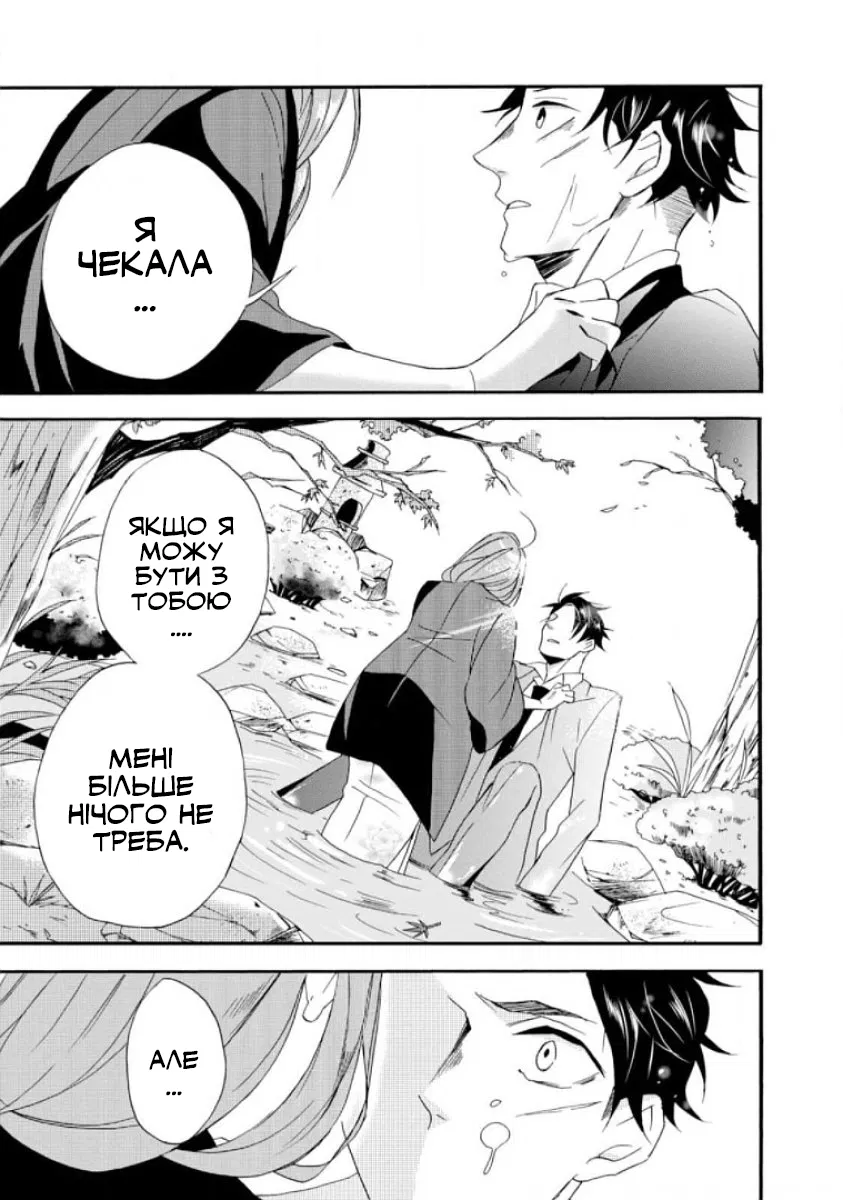 Я
ЧЕКАЛА
...
ЯКЩО Я
МОЖУ
БУТИ З
ТОБОЮ
....
МЕНІ
БІЛЬШЕ
НІЧОГО НЕ
ТРЕБА.
АЛЕ
...